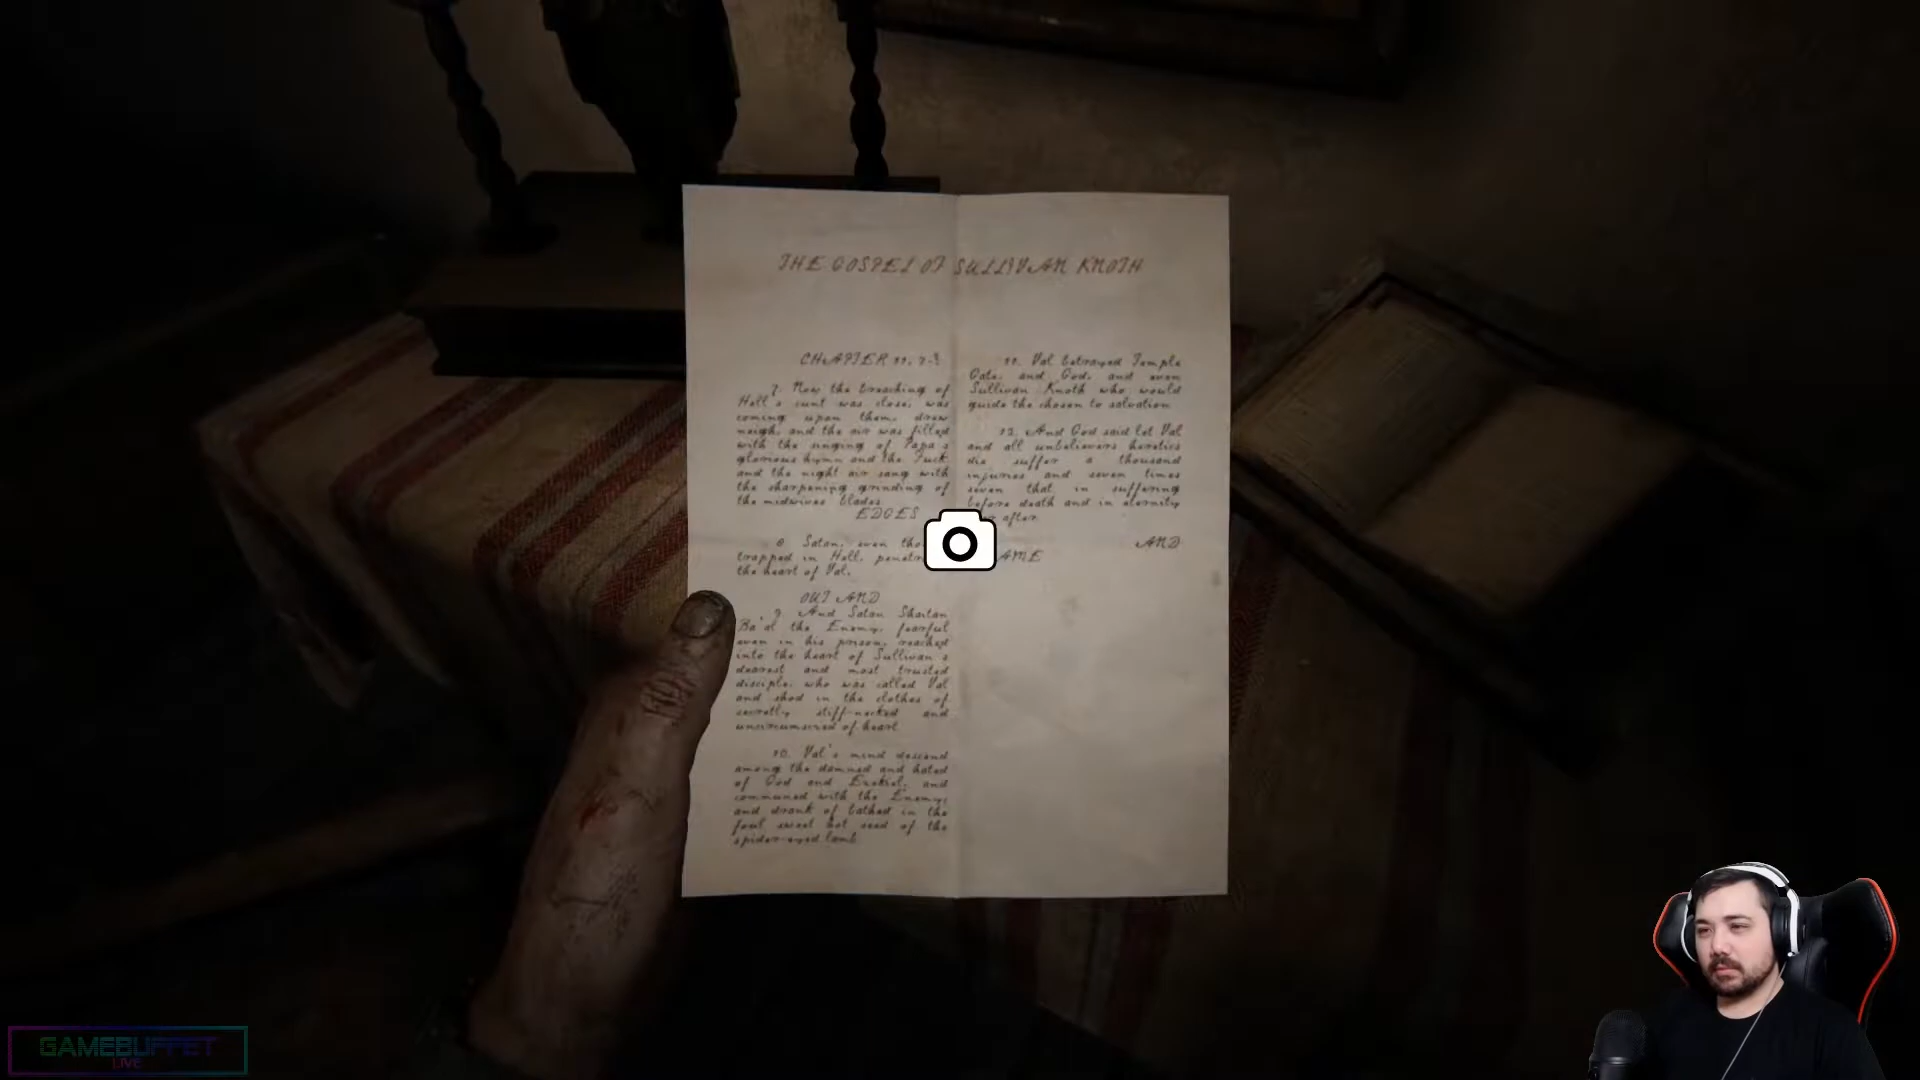 THE GOSPEL OF SULLIVAN KNOTH
CHAPTER 11, 7-
7. Now the breaching of
Hell's cunt was close, was
coming upon them, drew
neigh, and the air was filled
with the ringing of Papa's
glorious hymn and the Fuck
and the night air sang with
the sharpening grinding of
the midwives' blades
EDGES
8. Satan, even tho
trapped in Hell, penetr
the heart of Val.
OUT AND
9. And Satan Shaitan
Ba'al the Enemy, fearful
even in his prison, reached
into the heart of Sullivan's
dearest and most trusted
disciple, who was called Val
and shod in the clothes of
secretly stiff-necked and
uncircumsized of heart
10. Val's mind descend
among the damned and hated
of God and Ezekiel, and
communed with the Enemy,
and drank of bathed in the
foul sweet hot seed of the
spider-eyed lamb
11. Val betrayed Temple
Gate, and God, and even
Sullivan Knoth who would
guide the chosen to salvation
12. And God said let Val
and all unbelievers heretics
die suffer a thousand
injuries and seven times
seven that in suffering
before death and in eternity
after
AND
AME
GAMEBUFFET
LIVE